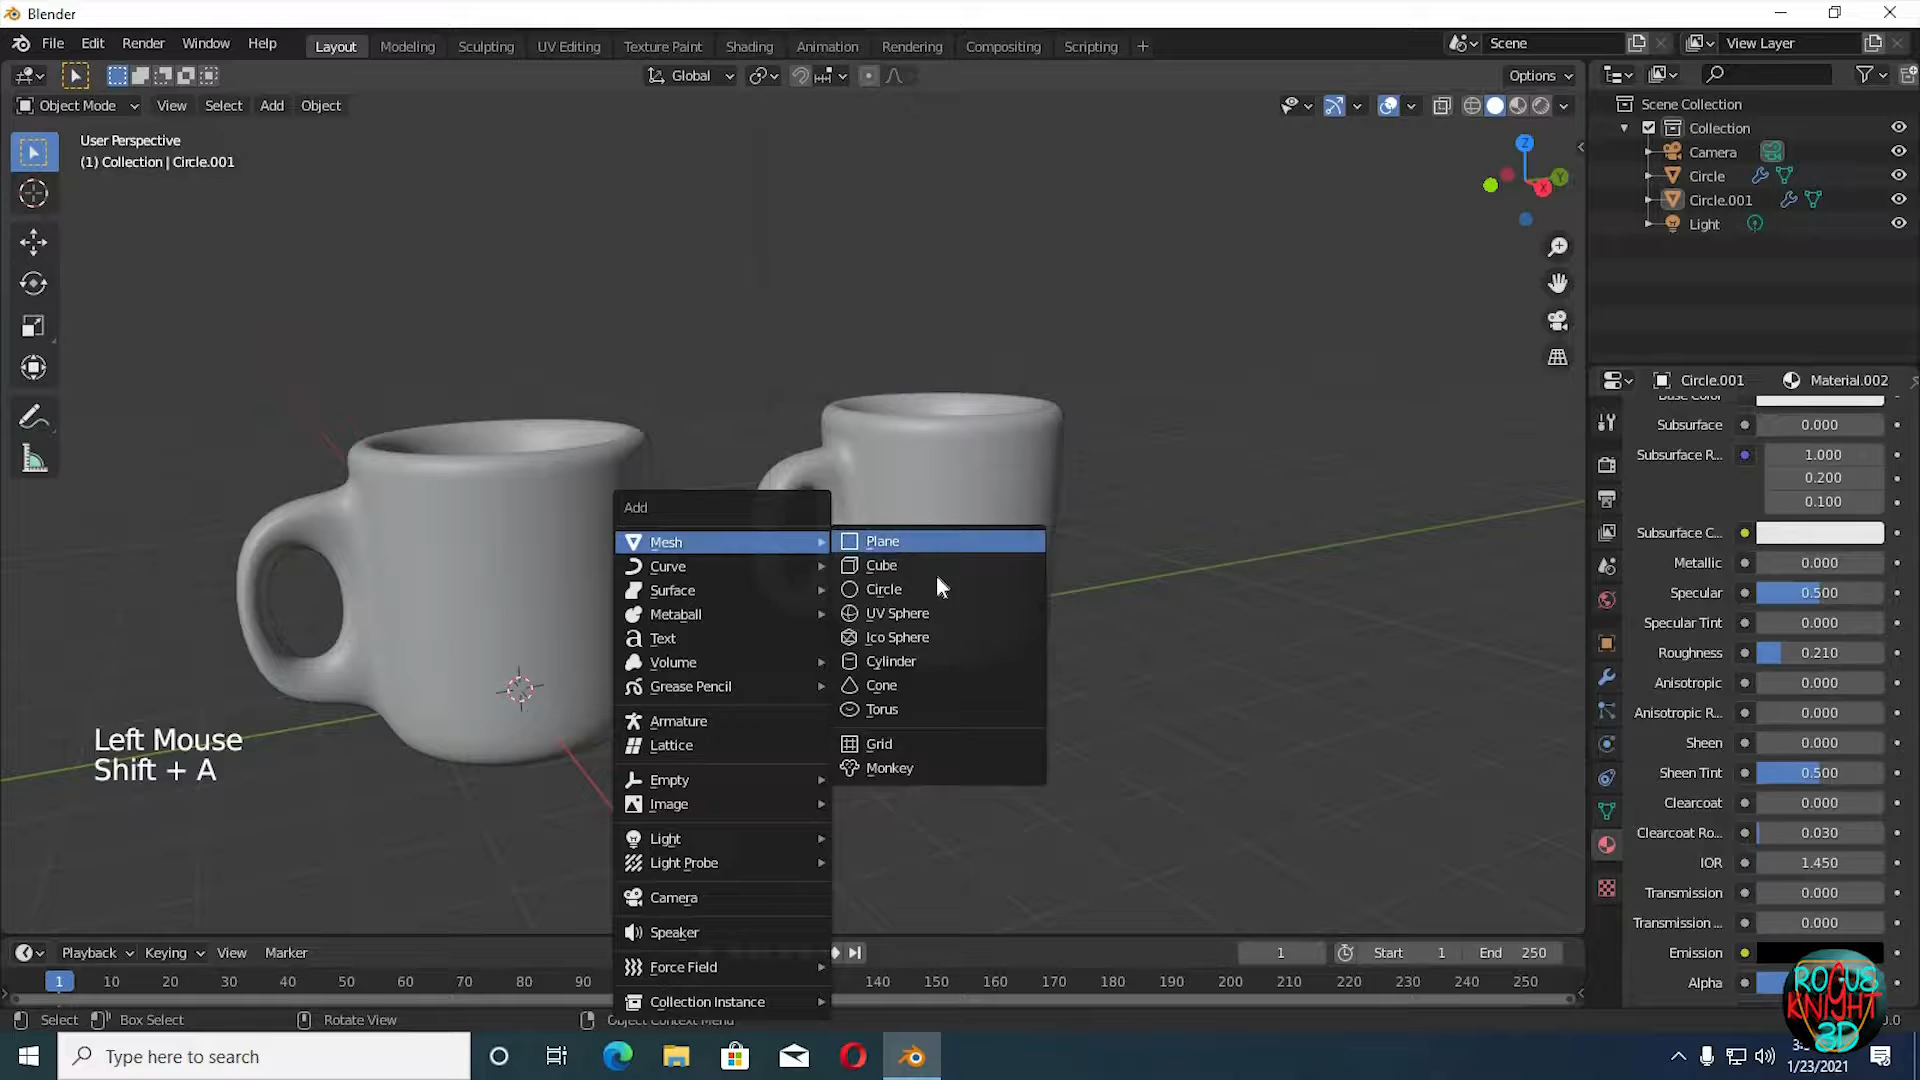 Blender
File Edit Render Window Help Layout Modeling Sculpting UV Editing Texture Paint Shading Animation Rendering Compositing Scripting + Scene View Layer
Global Options
Object Mode View Select Add Object
User Perspective
(1) Collection | Circle.001
Z
Y
X
Scene Collection
Collection
Camera
Circle
Circle.001
Light
Circle.001 Material.002
Base Color
Subsurface 0.000
Subsurface R... 1.000
0.200
0.100
Subsurface C...
Metallic 0.000
Specular 0.500
Specular Tint 0.000
Roughness 0.210
Anisotropic 0.000
Anisotropic R... 0.000
Sheen 0.000
Sheen Tint 0.500
Clearcoat 0.000
Clearcoat Ro... 0.030
IOR 1.450
Transmission 0.000
Transmission ... 0.000
Emission
Alpha
Add
Mesh
Curve
Surface
Metaball
Text
Volume
Grease Pencil
Armature
Lattice
Empty
Image
Light
Light Probe
Camera
Speaker
Force Field
Collection Instance
Plane
Cube
Circle
UV Sphere
Ico Sphere
Cylinder
Cone
Torus
Grid
Monkey
Left Mouse
Shift + A
Playback Keying View Marker 1 Start 1 End 250
1 10 20 30 40 50 60 70 80 90 140 150 160 170 180 190 200 210 220 230 240 250
Select Box Select Rotate View Object Context Menu
ROGUE
KNIGHT
3D
Type here to search
1/23/2021